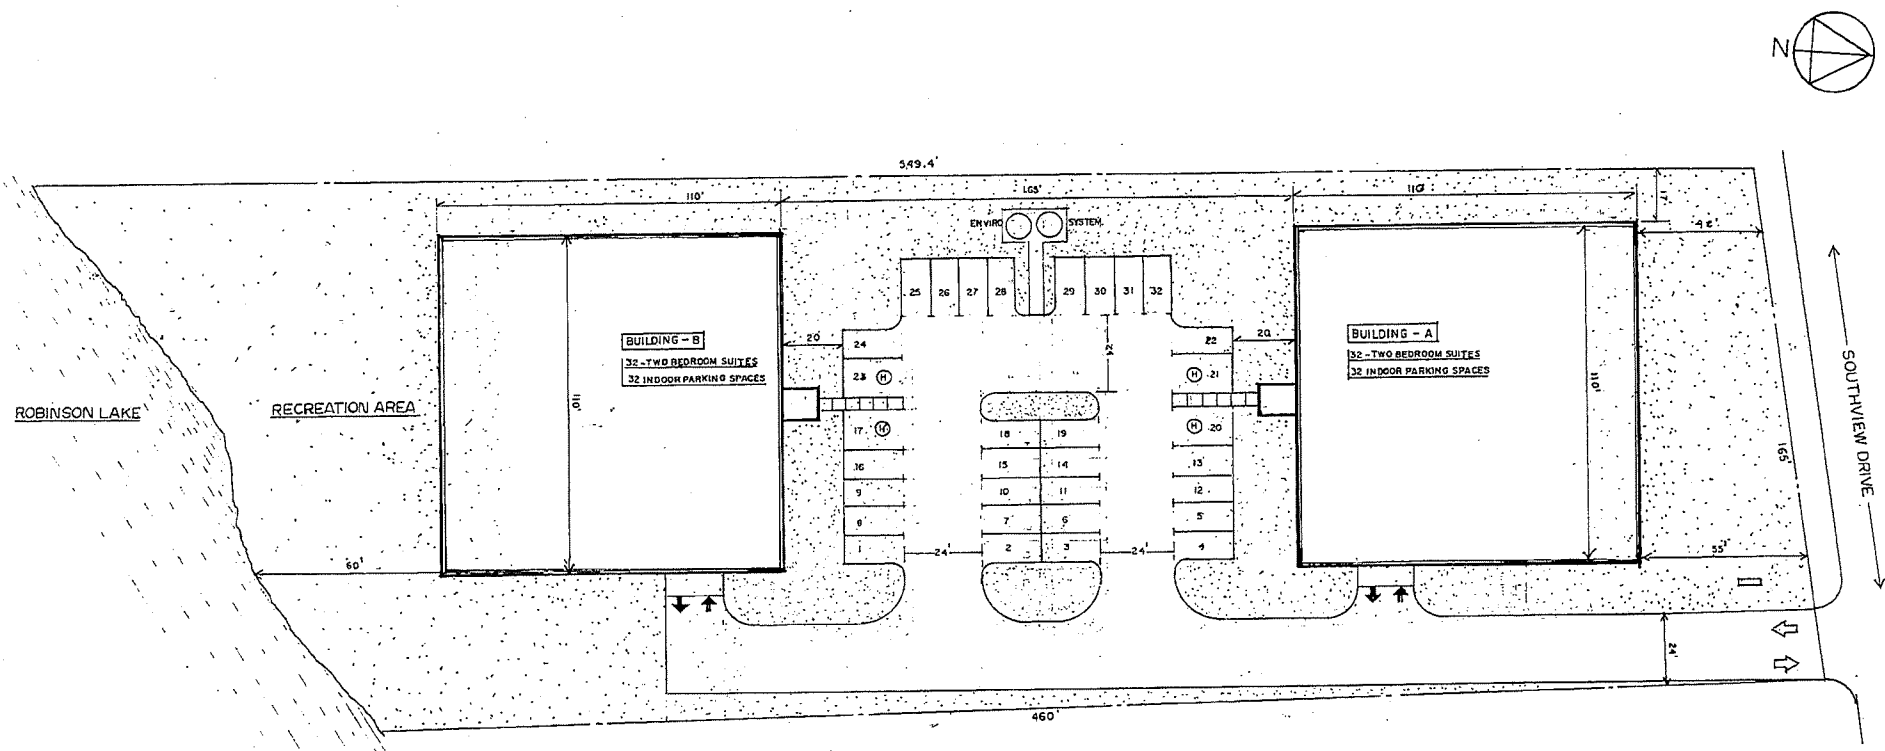 N
549.4'
110'
165'
110'
17'
42'
ENVIRO SYSTEM.
25 26 27 28 29 30 31 32
BUILDING - B
32 - TWO BEDROOM SUITES
32 INDOOR PARKING SPACES
BUILDING - A
32 - TWO BEDROOM SUITES
32 INDOOR PARKING SPACES
20'
20'
24
23 H
17 H
16
9
8
1
18 19
15 14
10 11
7 6
2 3
22
H 21
H 20
13
12
5
4
110'
110'
24'
24'
ROBINSON LAKE
RECREATION AREA
SOUTHVIEW DRIVE
165'
60'
55'
24'
460'